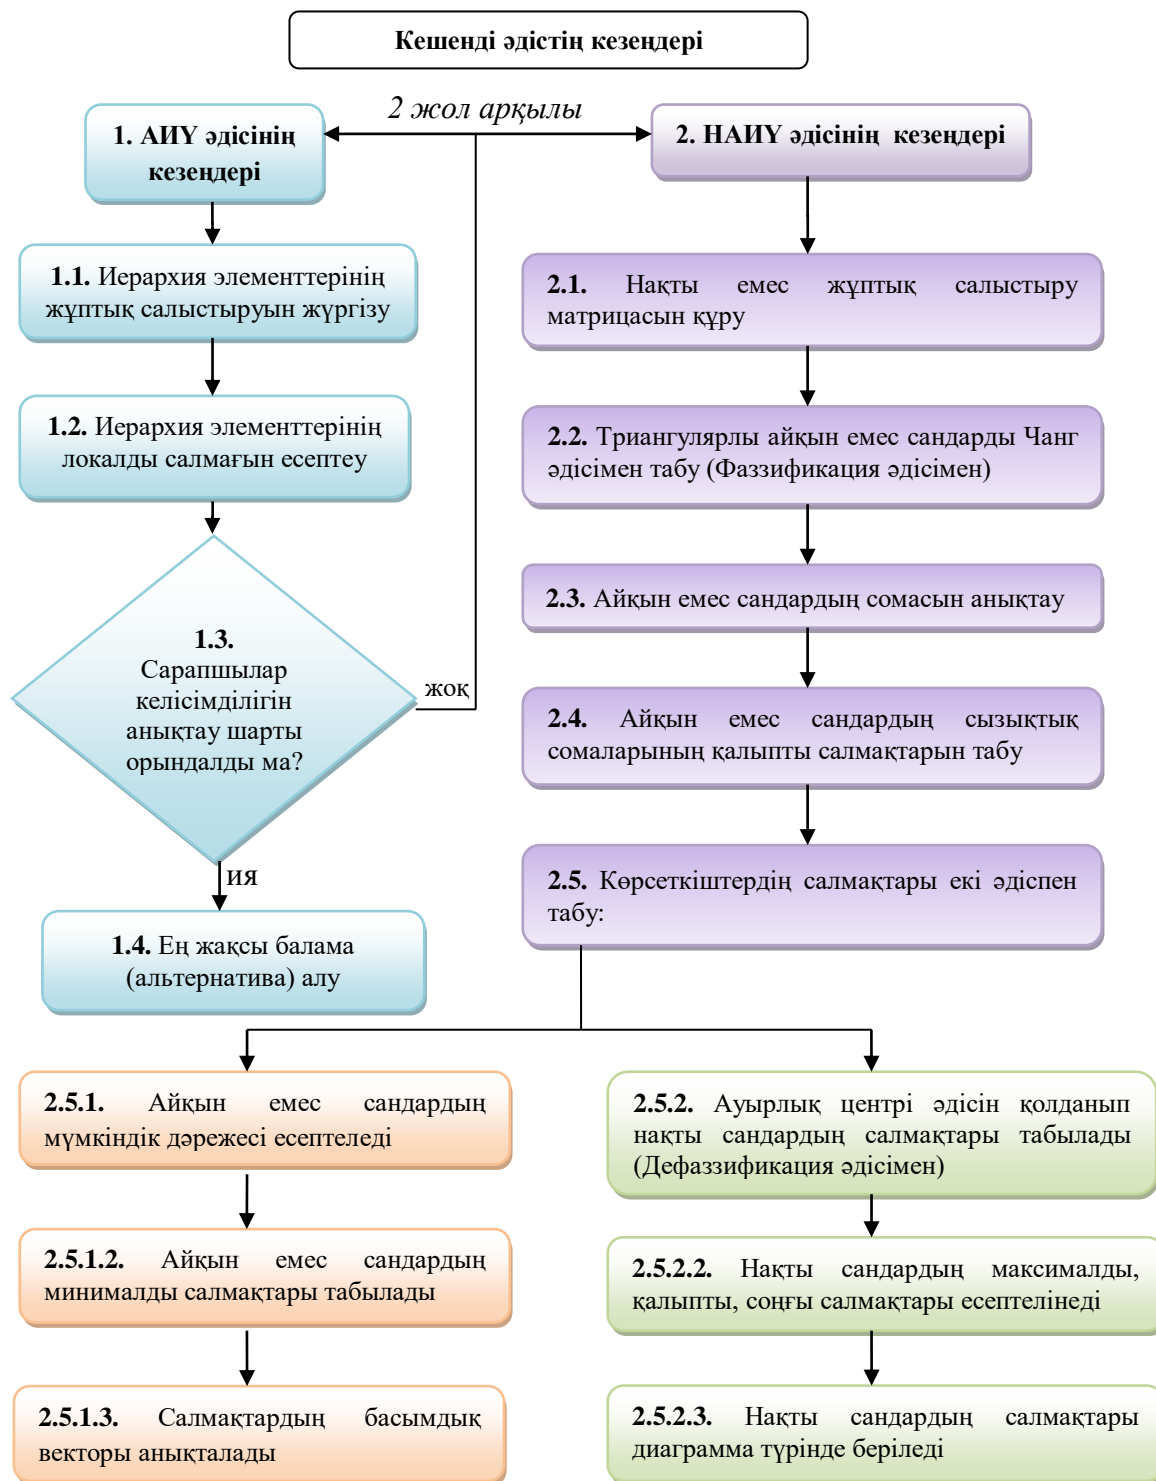 Кешенді әдістің кезеңдері
2 жол арқылы
1. АИҮ әдісінің
кезеңдері
2. НАИҮ әдісінің кезеңдері
1.1. Иерархия элементтерінің
жұптық салыстыруын жүргізу
1.2. Иерархия элементтерінің
локалды салмағын есептеу
1.3.
Сарапшылар
келісімділігін
анықтау шарты
орындалды ма?
жоқ
ия
1.4. Ең жақсы балама
(альтернатива) алу
2.1. Нақты емес жұптық салыстыру
матрицасын құру
2.2. Триангулярлы айқын емес сандарды Чанг
әдісімен табу (Фаззификация әдісімен)
2.3. Айқын емес сандардың сомасын анықтау
2.4. Айқын емес сандардың сызықтық
сомаларының қалыпты салмақтарын табу
2.5. Көрсеткіштердің салмақтары екі әдіспен
табу:
2.5.1. Айқын емес сандардың
мүмкіндік дәрежесі есептеледі
2.5.1.2. Айқын емес сандардың
минималды салмақтары табылады
2.5.1.3. Салмақтардың басымдық
векторы анықталады
2.5.2. Ауырлық центрі әдісін қолданып
нақты сандардың салмақтары табылады
(Дефаззификация әдісімен)
2.5.2.2. Нақты сандардың максималды,
қалыпты, соңғы салмақтары есептелінеді
2.5.2.3. Нақты сандардың салмақтары
диаграмма түрінде беріледі